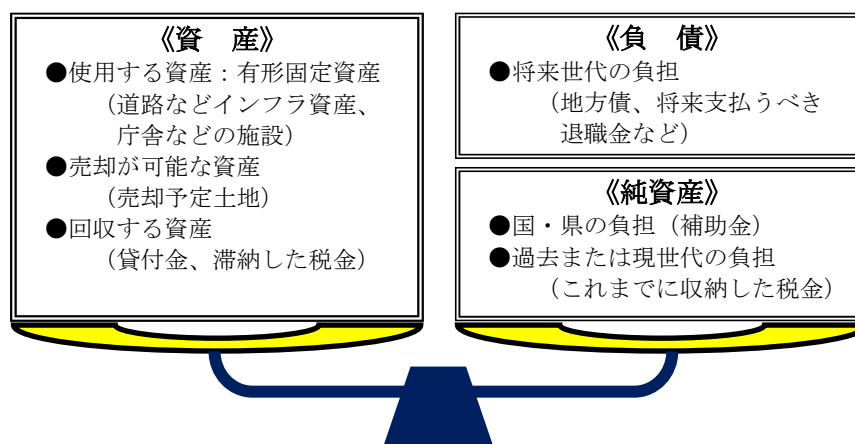 《資　産》
●使用する資産：有形固定資産
（道路などインフラ資産、
庁舎などの施設）
●売却が可能な資産
（売却予定土地）
●回収する資産
（貸付金、滞納した税金）
《負　債》
●将来世代の負担
（地方債、将来支払うべき
退職金など）
《純資産》
●国・県の負担（補助金）
●過去または現世代の負担
（これまでに収納した税金）